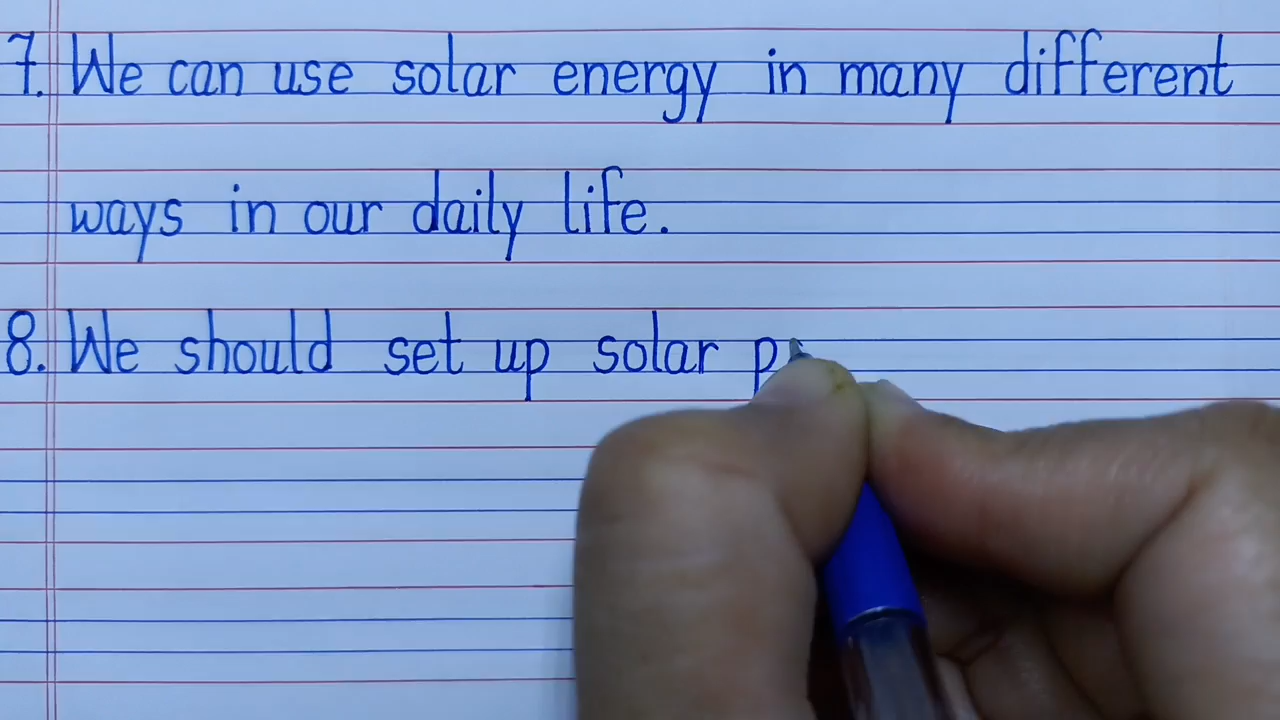 7. We can use solar energy in many different
ways in our daily life.
8. We should set up solar p